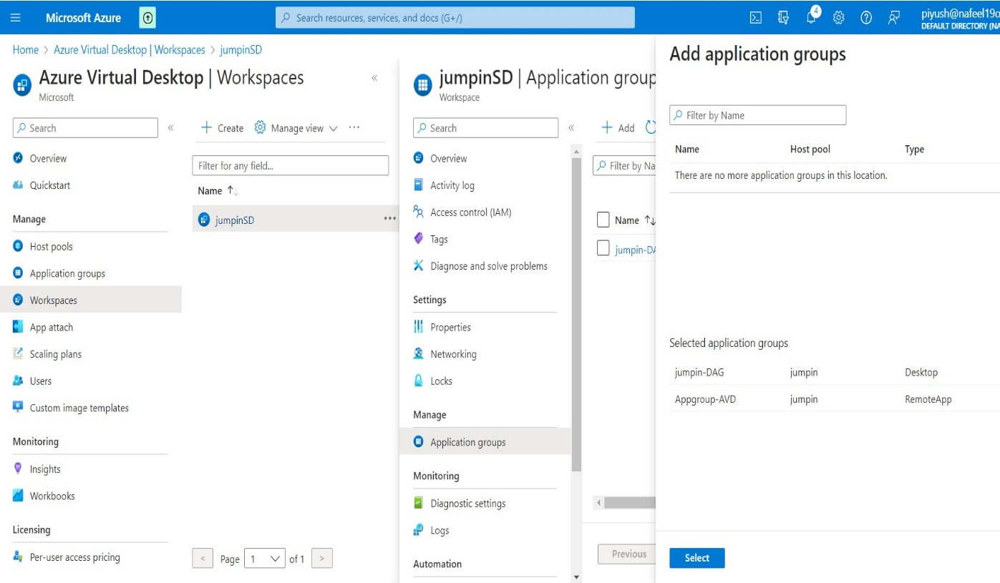 Microsoft Azure
Search resources, services, and docs (G+/)
4
piyush@nafeel19o
DEFAULT DIRECTORY (NA
Home > Azure Virtual Desktop | Workspaces > jumpinSD
Azure Virtual Desktop | Workspaces
Microsoft
Search
Overview
Quickstart
Manage
Host pools
Application groups
Workspaces
App attach
Scaling plans
Users
Custom image templates
Monitoring
Insights
Workbooks
Licensing
Per-user access pricing
+ Create
Manage view
Filter for any field...
Name ↑↓
jumpinSD
< Page 1 of 1 >
jumpinSD | Application group
Workspace
Search
Overview
Activity log
Access control (IAM)
Tags
Diagnose and solve problems
Settings
Properties
Networking
Locks
Manage
Application groups
Monitoring
Diagnostic settings
Logs
Automation
+ Add
Filter by Na
Name ↑↓
jumpin-DA
Previous
Add application groups
Filter by Name
Name Host pool Type
There are no more application groups in this location.
Selected application groups
jumpin-DAG jumpin Desktop
Appgroup-AVD jumpin RemoteApp
Select